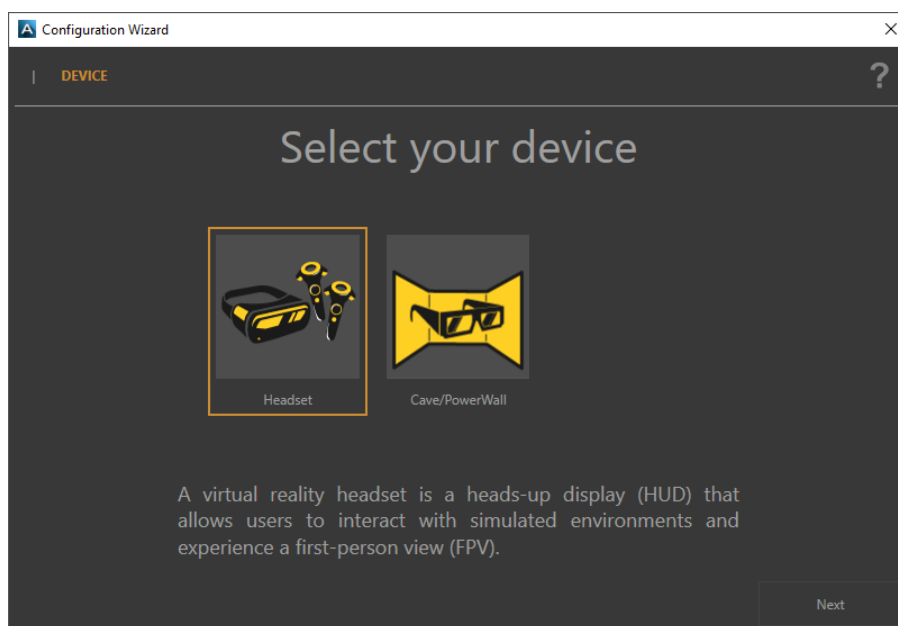 Configuration Wizard
| DEVICE
?
Select your device
Headset
Cave/PowerWall
A virtual reality headset is a heads-up display (HUD) that
allows users to interact with simulated environments and
experience a first-person view (FPV).
Next